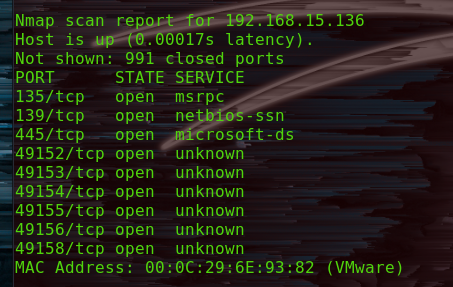 Nmap scan report for 192.168.15.136
Host is up (0.00017s latency).
Not shown: 991 closed ports
PORT      STATE SERVICE
135/tcp   open  msrpc
139/tcp   open  netbios-ssn
445/tcp   open  microsoft-ds
49152/tcp open  unknown
49153/tcp open  unknown
49154/tcp open  unknown
49155/tcp open  unknown
49156/tcp open  unknown
49158/tcp open  unknown
MAC Address: 00:0C:29:6E:93:82 (VMware)